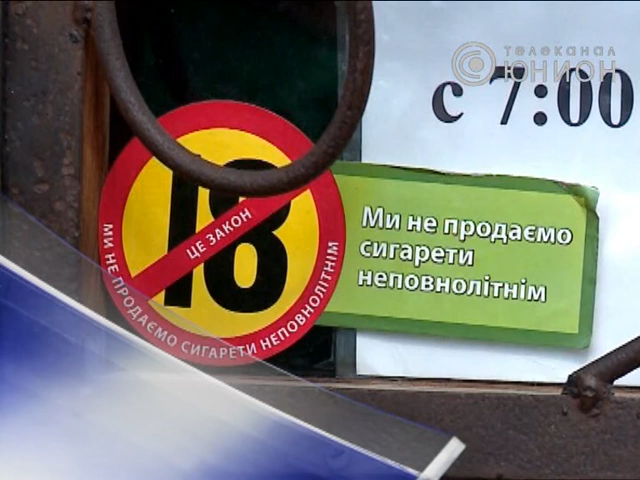 телеканал
ЮНИОН
с 7:00
18
ЦЕ ЗАКОН
МИ НЕ ПРОДАЄМО СИГАРЕТИ НЕПОВНОЛІТНІМ
Ми не продаємо
сигарети
неповнолітнім